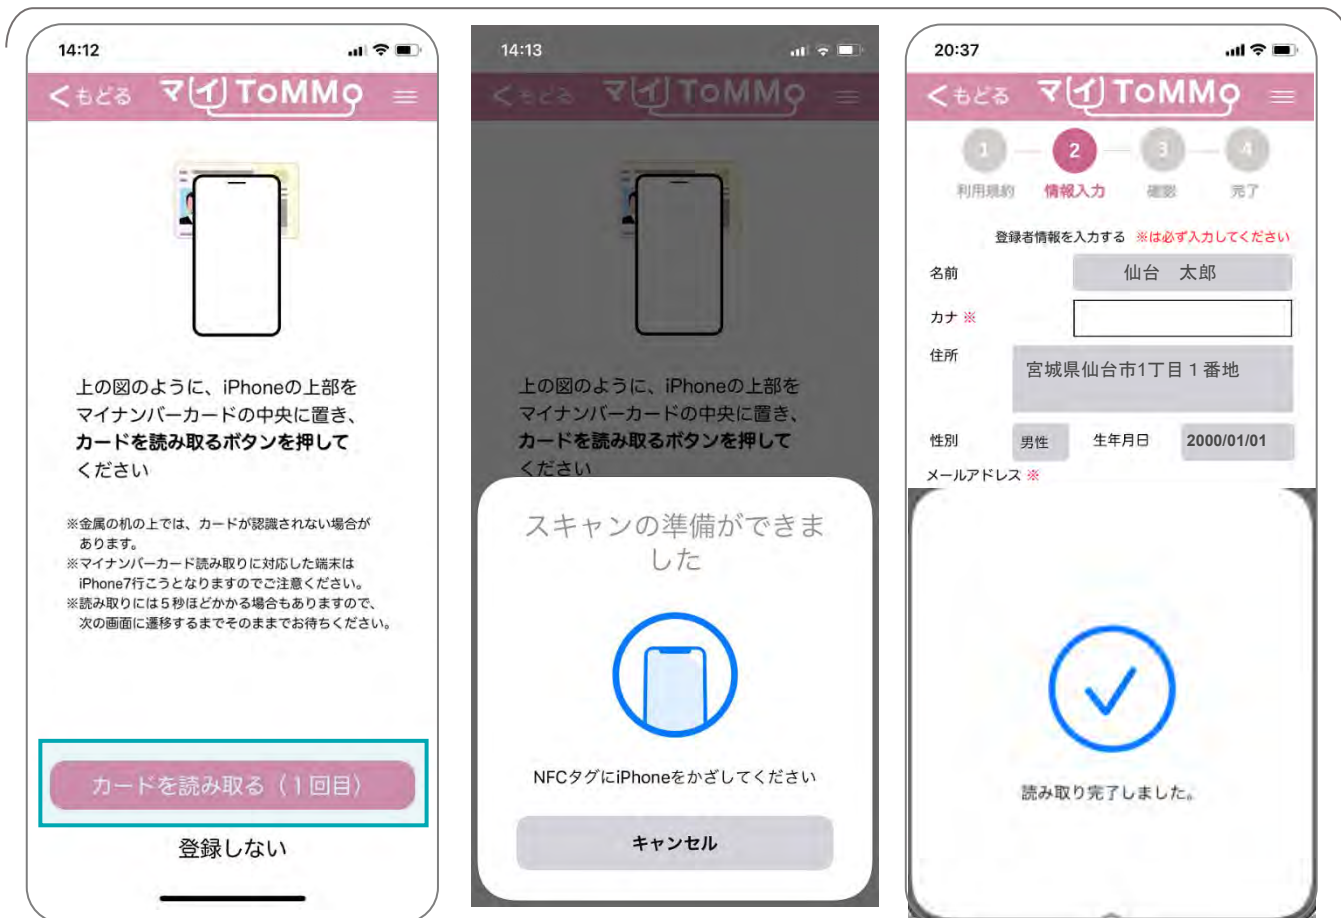 14:12
もどる マイ ToMMo
上の図のように、iPhoneの上部を
マイナンバーカードの中央に置き、
カードを読み取るボタンを押して
ください
※金属の机の上では、カードが認識されない場合が
あります。
※マイナンバーカード読み取りに対応した端末は
iPhone7行こうとなりますのでご注意ください。
※読み取りには5秒ほどかかる場合もありますので、
次の画面に遷移するまでそのままでお待ちください。
カードを読み取る（1回目）
登録しない
14:13
もどる マイ ToMMo
上の図のように、iPhoneの上部を
マイナンバーカードの中央に置き、
カードを読み取るボタンを押して
ください
スキャンの準備ができま
した
NFCタグにiPhoneをかざしてください
キャンセル
20:37
もどる マイ ToMMo
1 2 3 4
利用規約 情報入力 確認 完了
登録者情報を入力する ※は必ず入力してください
名前 仙台 太郎
カナ ※
住所
宮城県仙台市1丁目1番地
性別 男性 生年月日 2000/01/01
メールアドレス ※
読み取り完了しました。